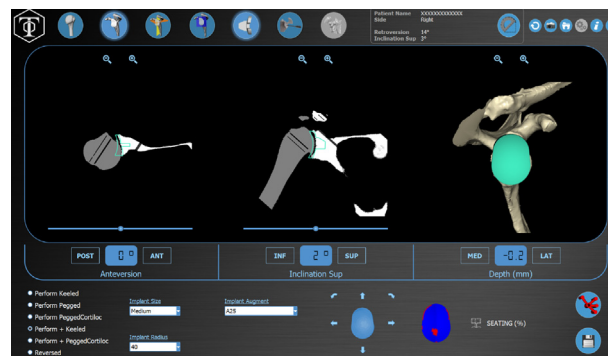 Patient Name XXXXXXXXXXXXX
Side Right
Retroversion 14°
Inclination Sup 3°
POST 0° ANT
INF 2° SUP
MED -0.2 LAT
Anteversion
Inclination Sup
Depth (mm)
Perform Keeled
Perform Pegged
Perform PeggedCortiloc
Perform + Keeled
Perform + PeggedCortiloc
Reversed
Implant Size
Medium
Implant Radius
40
Implant Augment
A25
SEATING (%)